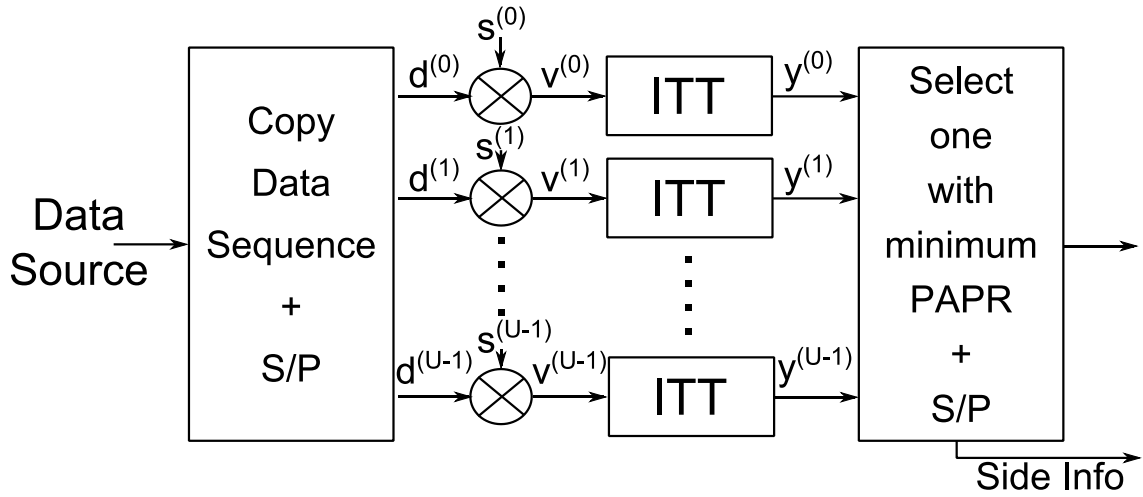 Data
Source
Copy
Data
Sequence
+
S/P
s^(0)
d^(0)
v^(0)
ITT
y^(0)
s^(1)
d^(1)
v^(1)
ITT
y^(1)
s^(U-1)
d^(U-1)
v^(U-1)
ITT
y^(U-1)
Select
one
with
minimum
PAPR
+
S/P
Side Info